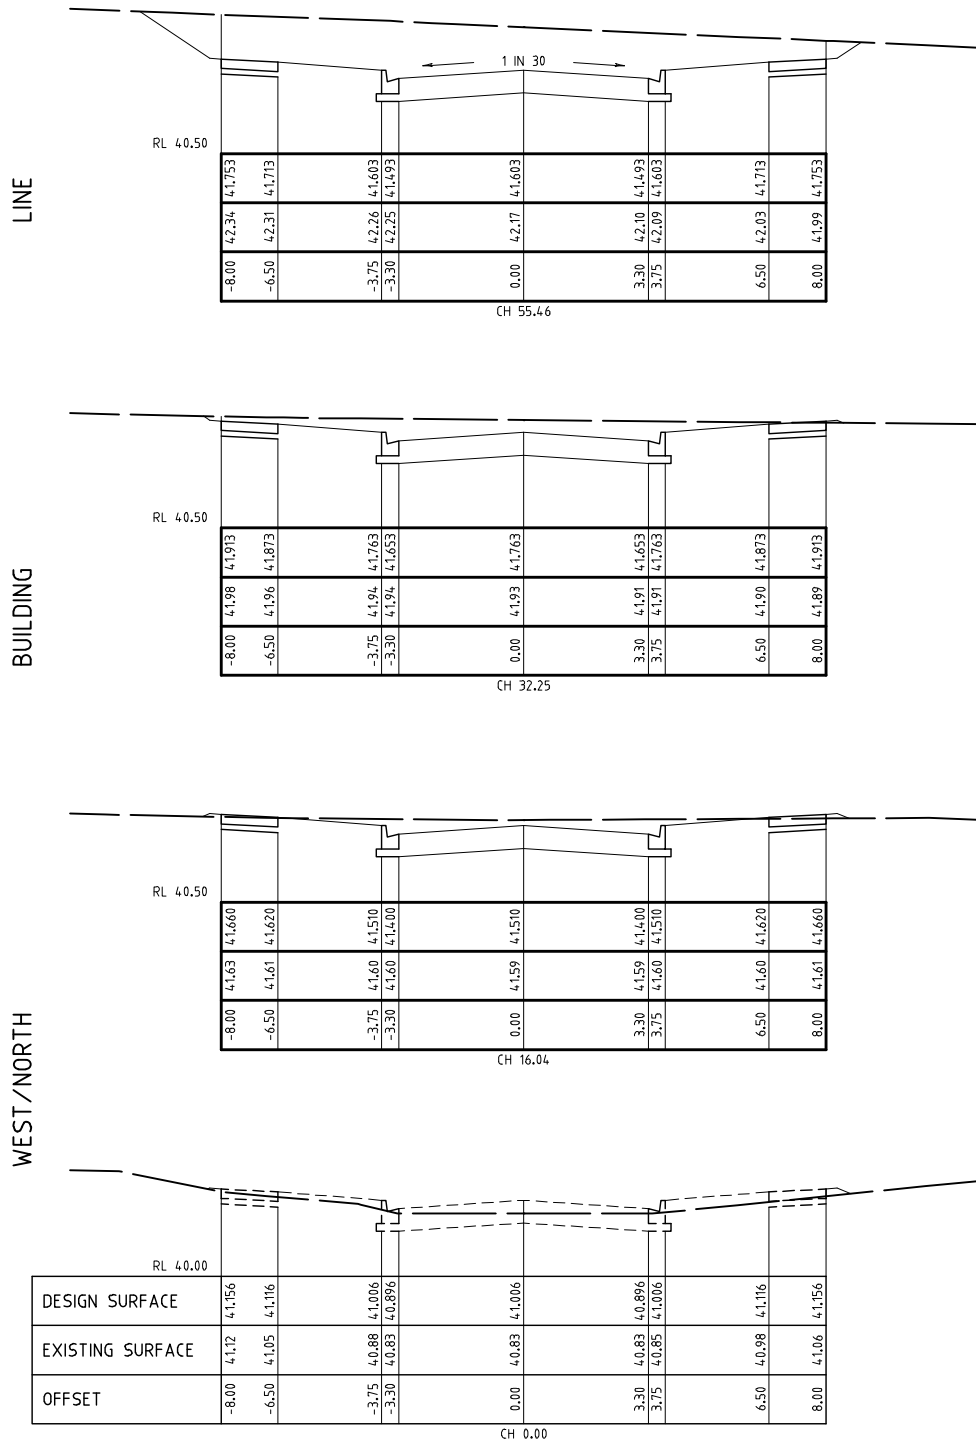 LINE
1 IN 30
RL 40.50
41.753 41.713 41.603 41.493 41.603 41.493 41.603 41.713 41.753
42.34 42.31 42.26 42.25 42.17 42.10 42.09 42.03 41.99
-8.00 -6.50 -3.75 -3.30 0.00 3.30 3.75 6.50 8.00
CH 55.46
BUILDING
RL 40.50
41.913 41.873 41.763 41.653 41.763 41.653 41.763 41.873 41.913
41.98 41.96 41.94 41.94 41.93 41.91 41.91 41.90 41.89
-8.00 -6.50 -3.75 -3.30 0.00 3.30 3.75 6.50 8.00
CH 32.25
WEST/NORTH
RL 40.50
41.660 41.620 41.510 41.400 41.510 41.400 41.510 41.620 41.660
41.63 41.61 41.60 41.60 41.59 41.59 41.60 41.60 41.61
-8.00 -6.50 -3.75 -3.30 0.00 3.30 3.75 6.50 8.00
CH 16.04
RL 40.00
DESIGN SURFACE 41.156 41.116 41.006 40.896 41.006 40.896 41.006 41.116 41.156
EXISTING SURFACE 41.12 41.05 40.88 40.83 40.83 40.83 40.85 40.98 41.06
OFFSET -8.00 -6.50 -3.75 -3.30 0.00 3.30 3.75 6.50 8.00
CH 0.00